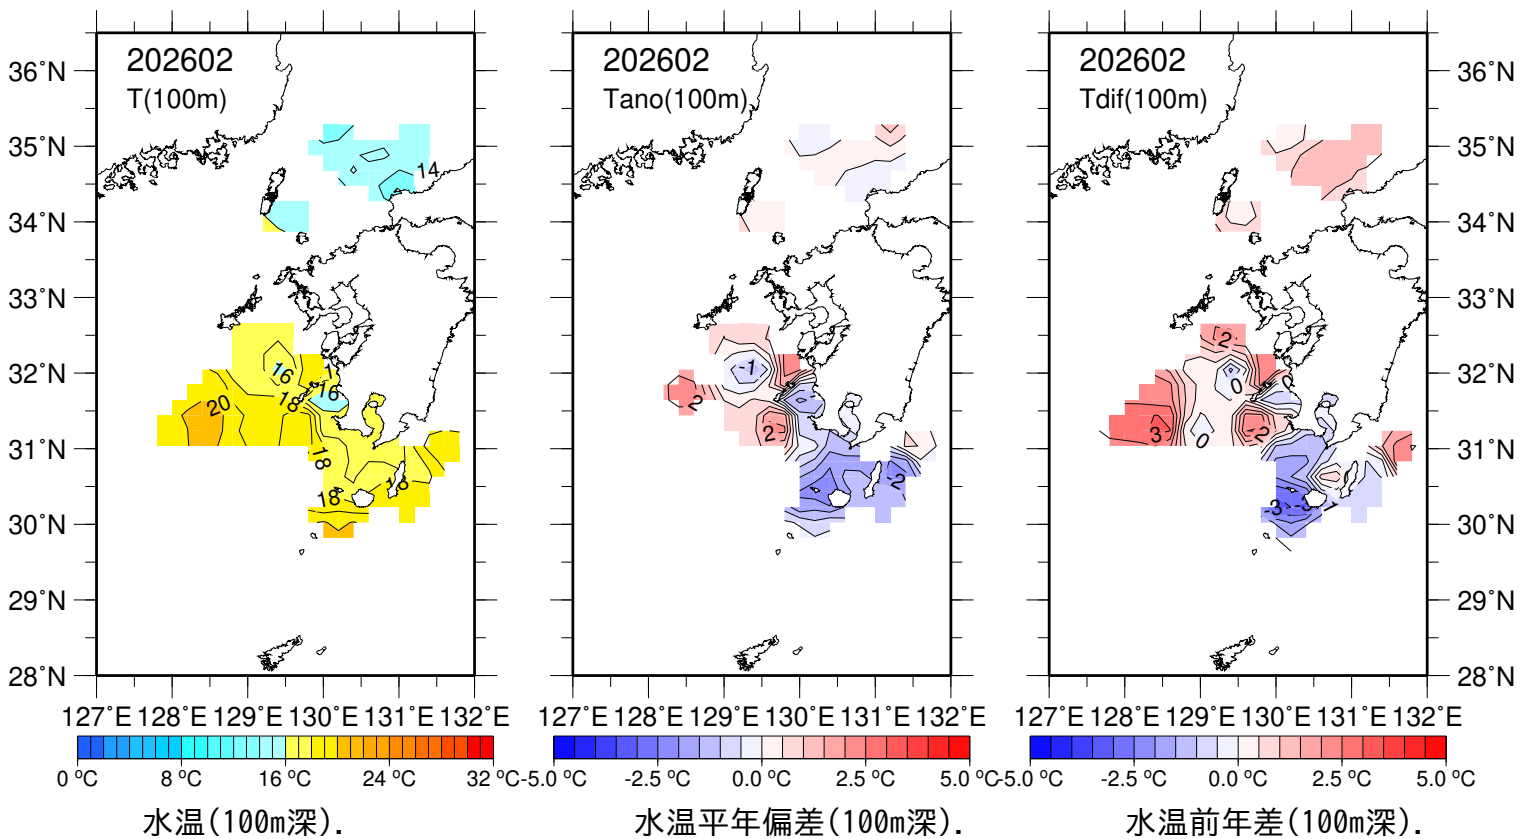 202602
T(100m)
202602
Tano(100m)
202602
Tdif(100m)
36°N
35°N
34°N
33°N
32°N
31°N
30°N
29°N
28°N
36°N
35°N
34°N
33°N
32°N
31°N
30°N
29°N
28°N
14
16
16
18
20
18
18
18
-1
2
2
-2
2
0
0
3
0
-2
-3
-3
-1
127°E 128°E 129°E 130°E 131°E 132°E
127°E 128°E 129°E 130°E 131°E 132°E
127°E 128°E 129°E 130°E 131°E 132°E
0 °C 8 °C 16 °C 24 °C 32 °C
-5.0 °C -2.5 °C 0.0 °C 2.5 °C 5.0 °C
-5.0 °C -2.5 °C 0.0 °C 2.5 °C 5.0 °C
水温(100m深).
水温平年偏差(100m深).
水温前年差(100m深).